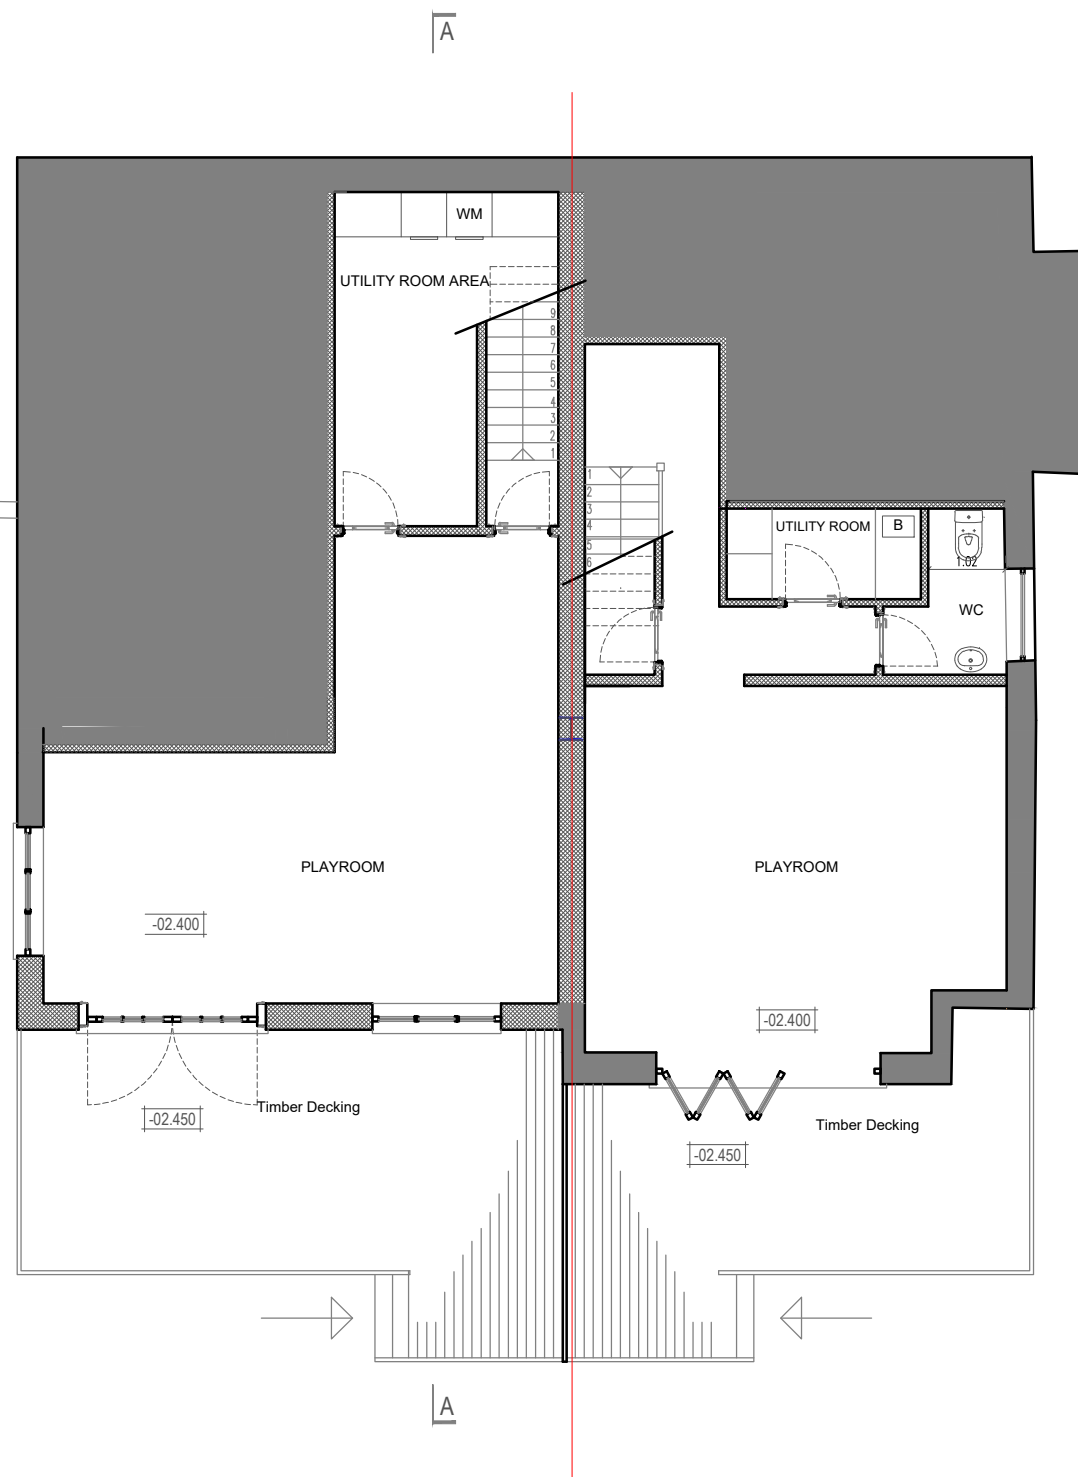 A
WM
UTILITY ROOM AREA
9
8
7
6
5
4
3
2
1
1
2
3
4
5
6
UTILITY ROOM
B
1.02
WC
PLAYROOM
PLAYROOM
-02.400
-02.400
Timber Decking
-02.450
Timber Decking
-02.450
A